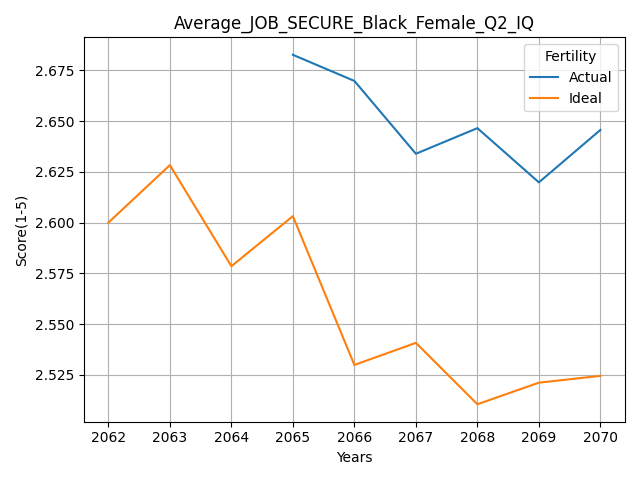 Average_JOB_SECURE_Black_Female_Q2_IQ
Fertility
Actual
Ideal
Score(1-5)
2.675
2.650
2.625
2.600
2.575
2.550
2.525
2062 2063 2064 2065 2066 2067 2068 2069 2070
Years